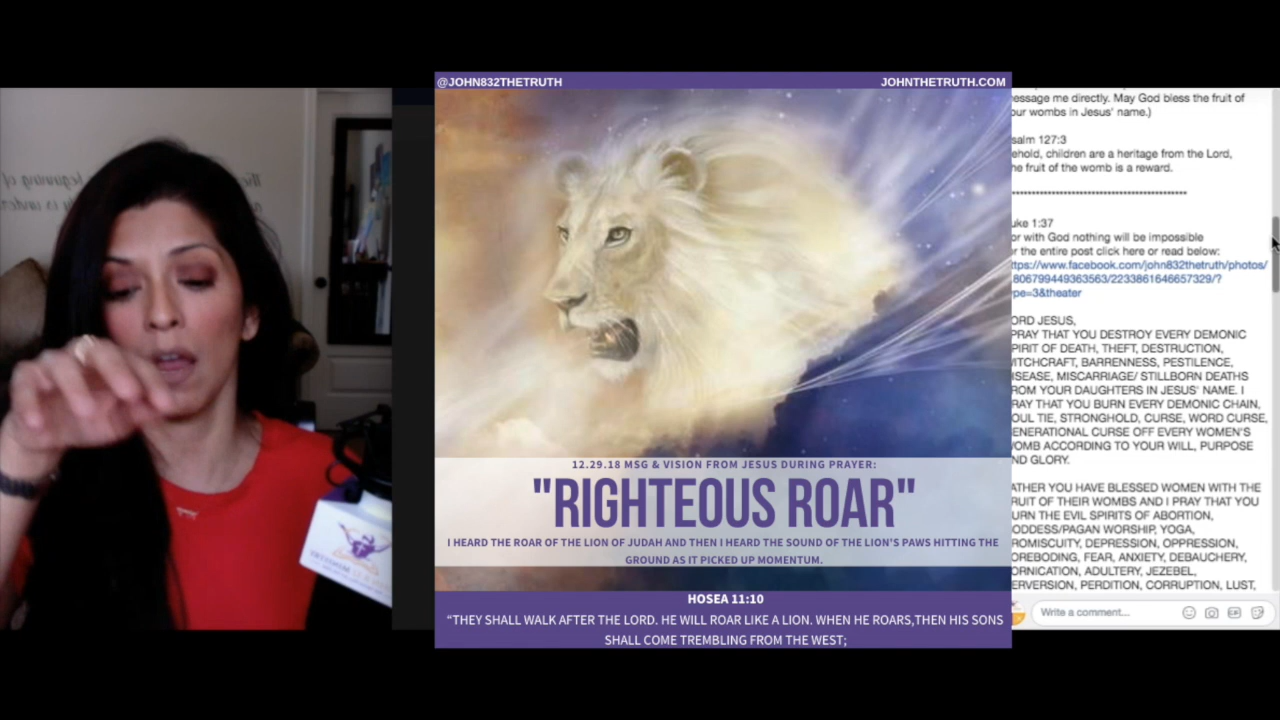 @JOHN832THETRUTH
JOHNTHETRUTH.COM
12.29.18 MSG & VISION FROM JESUS DURING PRAYER:
"RIGHTEOUS ROAR"
I HEARD THE ROAR OF THE LION OF JUDAH AND THEN I HEARD THE SOUND OF THE LION'S PAWS HITTING THE
GROUND AS IT PICKED UP MOMENTUM.
HOSEA 11:10
“THEY SHALL WALK AFTER THE LORD. HE WILL ROAR LIKE A LION. WHEN HE ROARS,THEN HIS SONS
SHALL COME TREMBLING FROM THE WEST;
essage me directly. May God bless the fruit of
our wombs in Jesus' name.)
salm 127:3
ehold, children are a heritage from the Lord,
he fruit of the womb is a reward.
uke 1:37
or with God nothing will be impossible
or the entire post click here or read below:
ttps://www.facebook.com/john832thetruth/photos/
806799449363563/2233861646657329/?
ype=3&theater
ORD JESUS,
PRAY THAT YOU DESTROY EVERY DEMONIC
PIRIT OF DEATH, THEFT, DESTRUCTION,
ITCHCRAFT, BARRENNESS, PESTILENCE,
ISEASE, MISCARRIAGE/ STILLBORN DEATHS
ROM YOUR DAUGHTERS IN JESUS' NAME. I
RAY THAT YOU BURN EVERY DEMONIC CHAIN,
OUL TIE, STRONGHOLD, CURSE, WORD CURSE,
ENERATIONAL CURSE OFF EVERY WOMEN'S
OMB ACCORDING TO YOUR WILL, PURPOSE
ND GLORY.
ATHER YOU HAVE BLESSED WOMEN WITH THE
RUIT OF THEIR WOMBS AND I PRAY THAT YOU
URN THE EVIL SPIRITS OF ABORTION,
ODDESS/PAGAN WORSHIP, YOGA,
ROMISCUITY, DEPRESSION, OPPRESSION,
OREBODING, FEAR, ANXIETY, DEBAUCHERY,
ORNICATION, ADULTERY, JEZEBEL,
ERVERSION, PERDITION, CORRUPTION, LUST,
Write a comment...